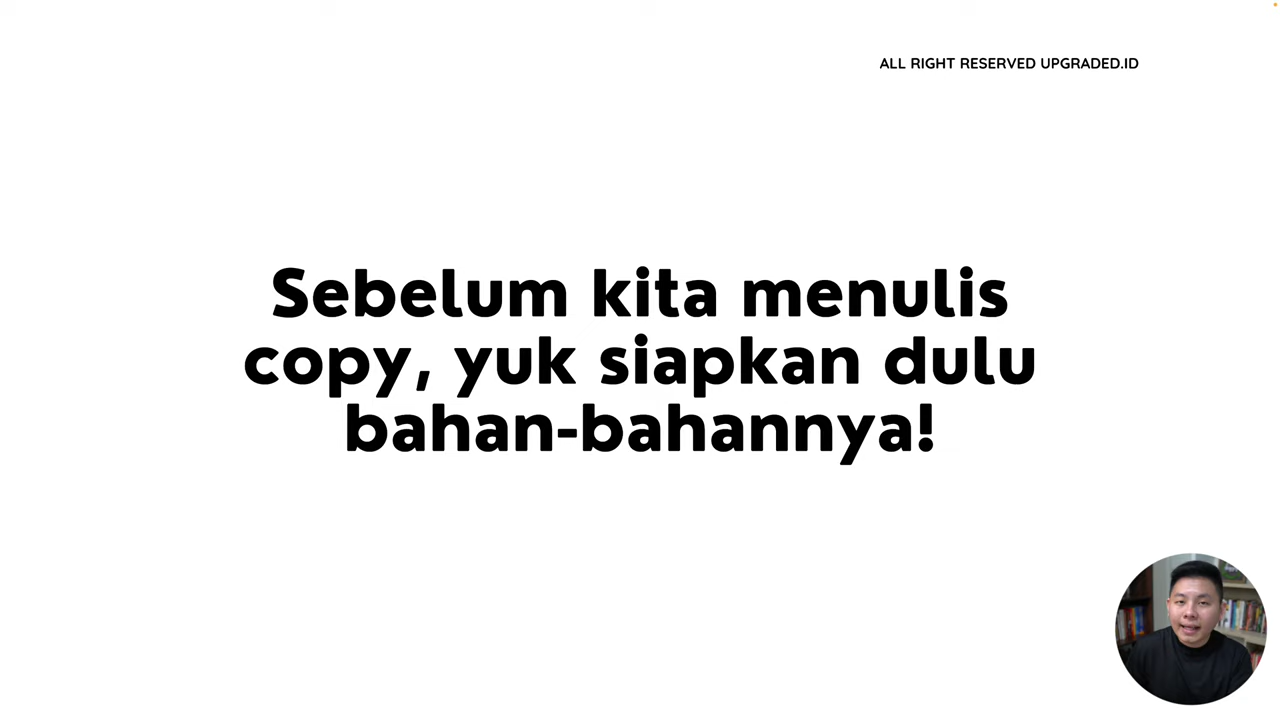 ALL RIGHT RESERVED UPGRADED.ID
Sebelum kita menulis
copy, yuk siapkan dulu
bahan-bahannya!